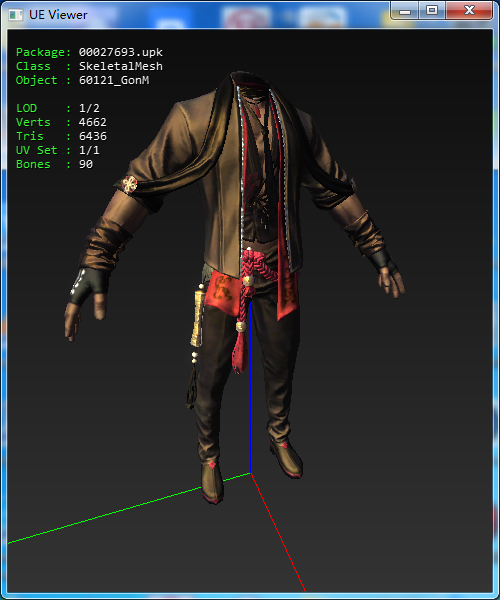 UE Viewer
Package: 00027693.upk
Class : SkeletalMesh
Object : 60121_GonM
LOD : 1/2
Verts : 4662
Tris : 6436
UV Set : 1/1
Bones : 90